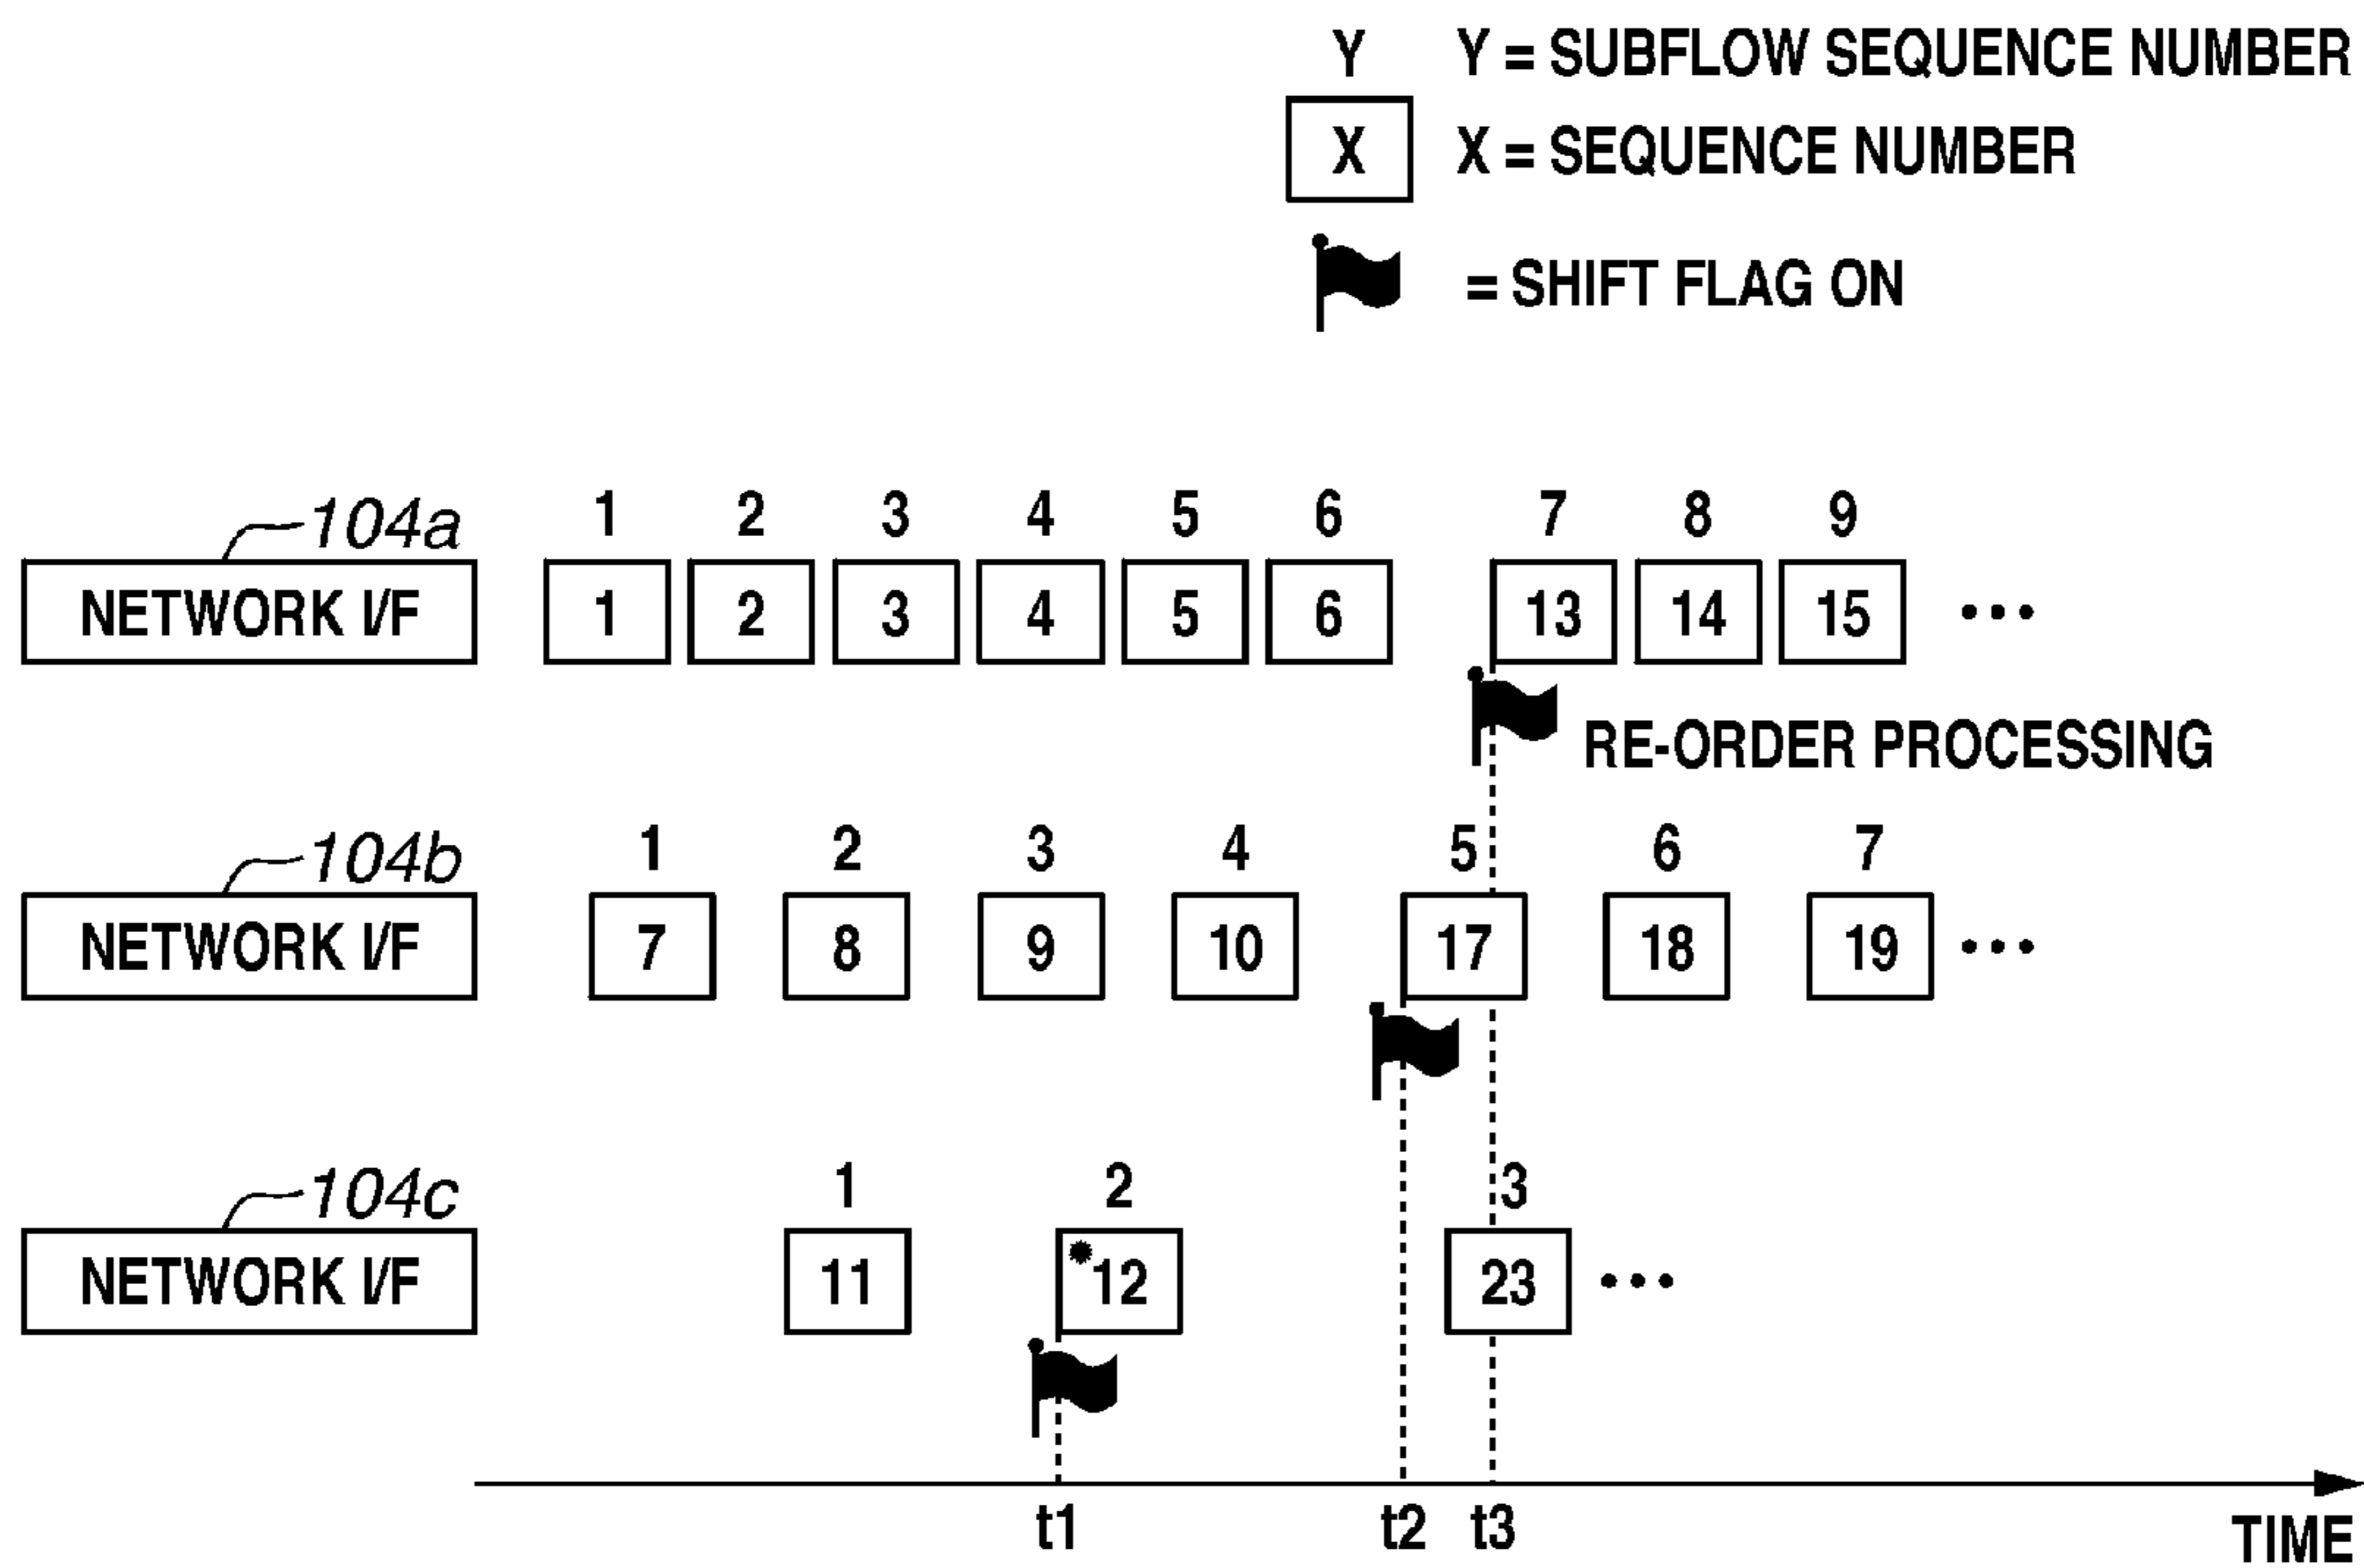 Y Y = SUBFLOW SEQUENCE NUMBER
X X = SEQUENCE NUMBER
= SHIFT FLAG ON
104a 1 2 3 4 5 6 7 8 9
NETWORK I/F 1 2 3 4 5 6 13 14 15 •••
RE-ORDER PROCESSING
104b 1 2 3 4 5 6 7
NETWORK I/F 7 8 9 10 17 18 19 •••
104c 1 2 3
NETWORK I/F 11 *12 23 •••
t1 t2 t3 TIME